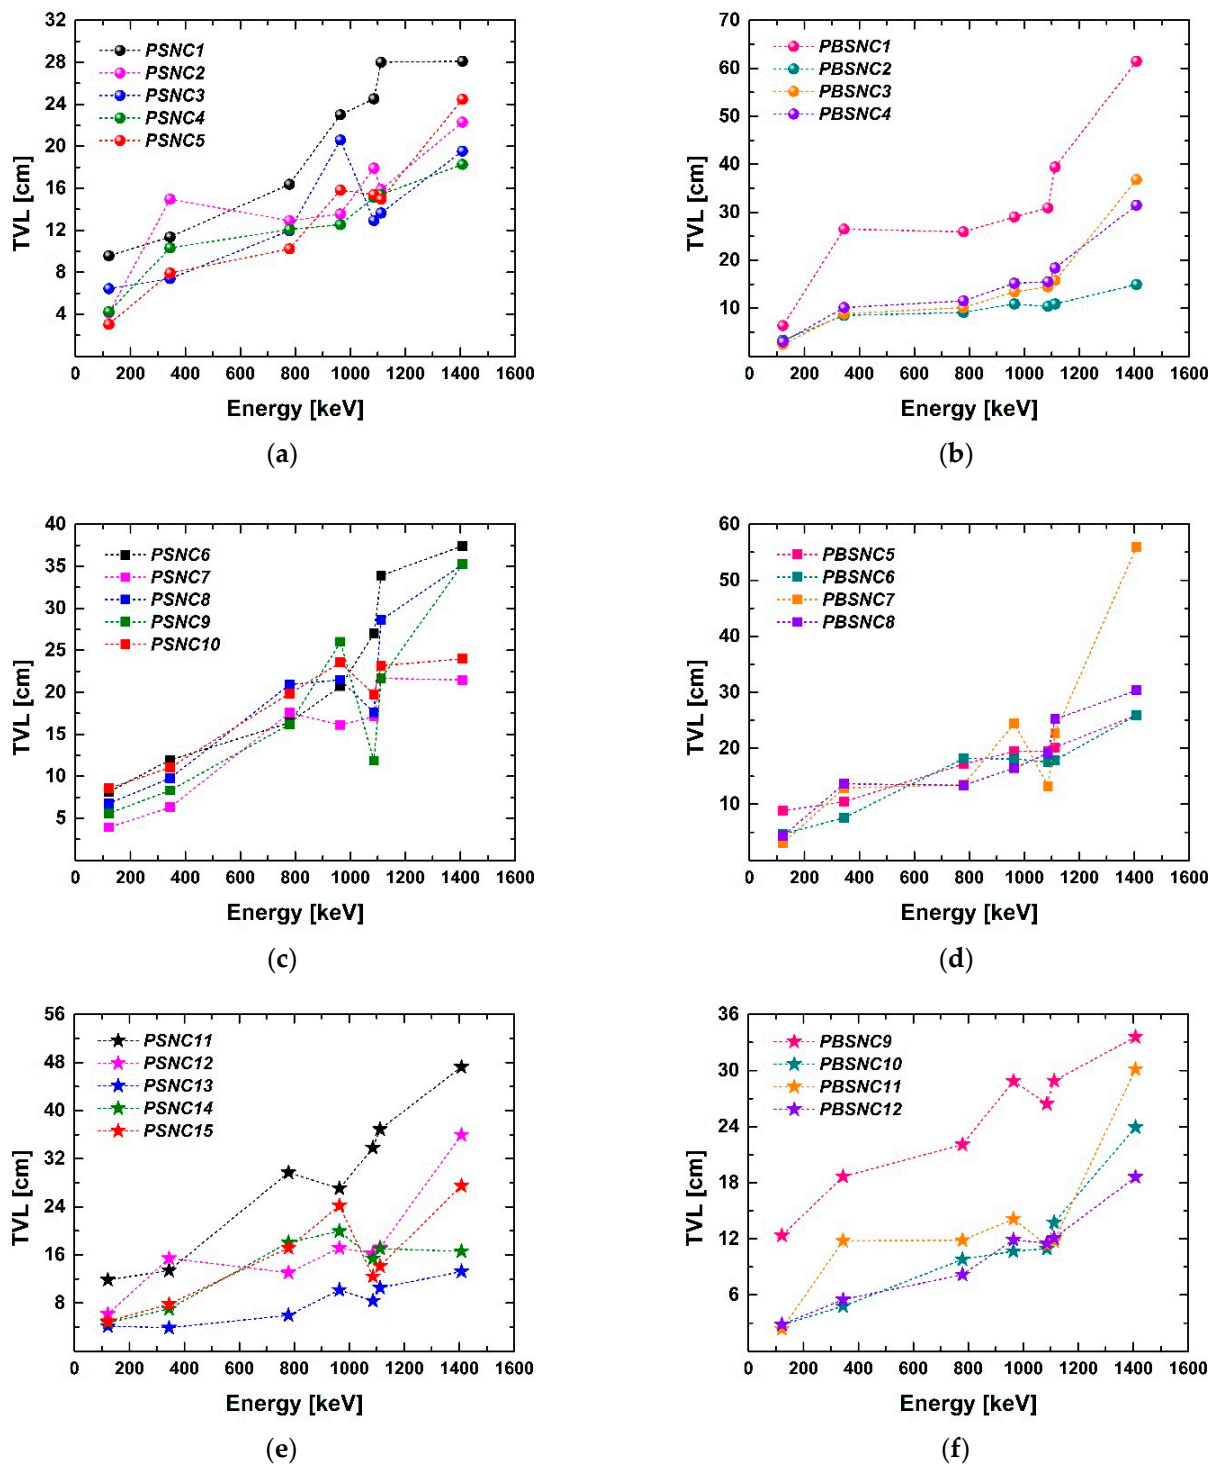 32
28
24
20
16
12
8
4
TVL [cm]
PSNC1
PSNC2
PSNC3
PSNC4
PSNC5
0 200 400 600 800 1000 1200 1400 1600
Energy [keV]
(a)
70
60
50
40
30
20
10
TVL [cm]
PBSNC1
PBSNC2
PBSNC3
PBSNC4
0 200 400 600 800 1000 1200 1400 1600
Energy [keV]
(b)
40
35
30
25
20
15
10
5
TVL [cm]
PSNC6
PSNC7
PSNC8
PSNC9
PSNC10
0 200 400 600 800 1000 1200 1400 1600
Energy [keV]
(c)
60
50
40
30
20
10
TVL [cm]
PBSNC5
PBSNC6
PBSNC7
PBSNC8
0 200 400 600 800 1000 1200 1400 1600
Energy [keV]
(d)
56
48
40
32
24
16
8
TVL [cm]
PSNC11
PSNC12
PSNC13
PSNC14
PSNC15
0 200 400 600 800 1000 1200 1400 1600
Energy [keV]
(e)
36
30
24
18
12
6
TVL [cm]
PBSNC9
PBSNC10
PBSNC11
PBSNC12
0 200 400 600 800 1000 1200 1400 1600
Energy [keV]
(f)